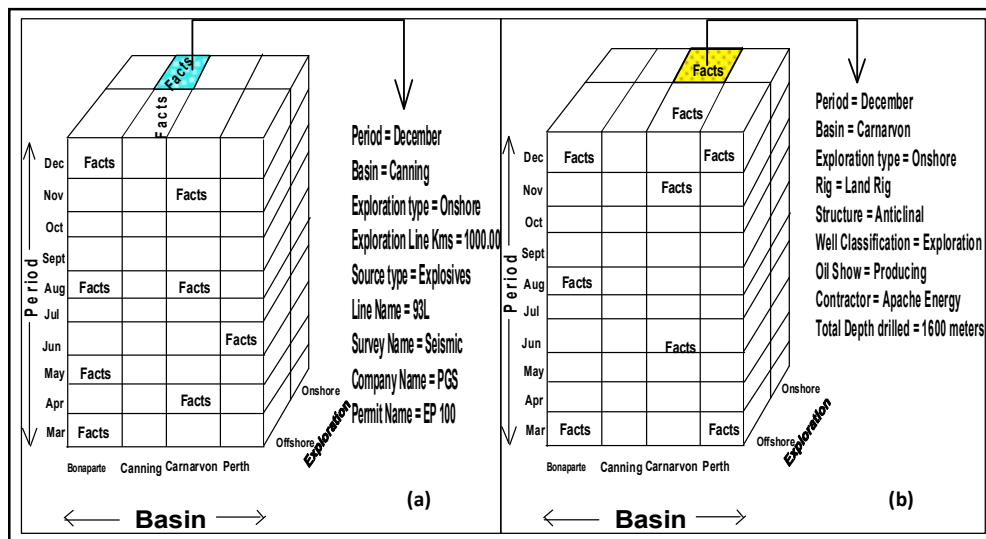 Facts
Facts
Dec
Nov
Oct
Sept
Aug
Jul
Jun
May
Apr
Mar
Period
Facts
Facts
Facts
Facts
Facts
Facts
Facts
Facts
Bonaparte
Canning
Carnarvon
Perth
Offshore
Onshore
Exploration
Basin
Period = December
Basin = Canning
Exploration type = Onshore
Exploration Line Kms = 1000.00
Source type = Explosives
Line Name = 93L
Survey Name = Seismic
Company Name = PGS
Permit Name = EP 100
(a)
Facts
Facts
Dec
Nov
Oct
Sept
Aug
Jul
Jun
May
Apr
Mar
Period
Facts
Facts
Facts
Facts
Facts
Facts
Facts
Bonaparte
Canning
Carnarvon
Perth
Offshore
Onshore
Exploration
Basin
Period = December
Basin = Carnarvon
Exploration type = Onshore
Rig = Land Rig
Structure = Anticlinal
Well Classification = Exploration
Oil Show = Producing
Contractor = Apache Energy
Total Depth drilled = 1600 meters
(b)